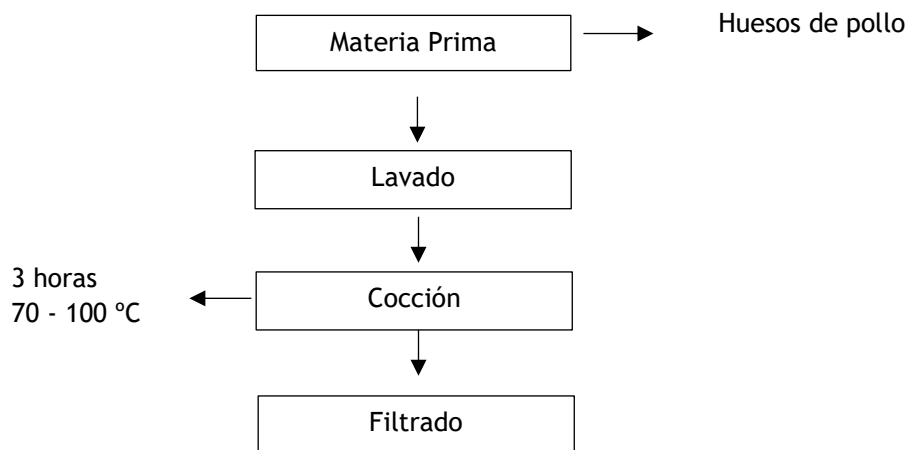 Materia Prima
Huesos de pollo
Lavado
3 horas
70 - 100 ºC
Cocción
Filtrado